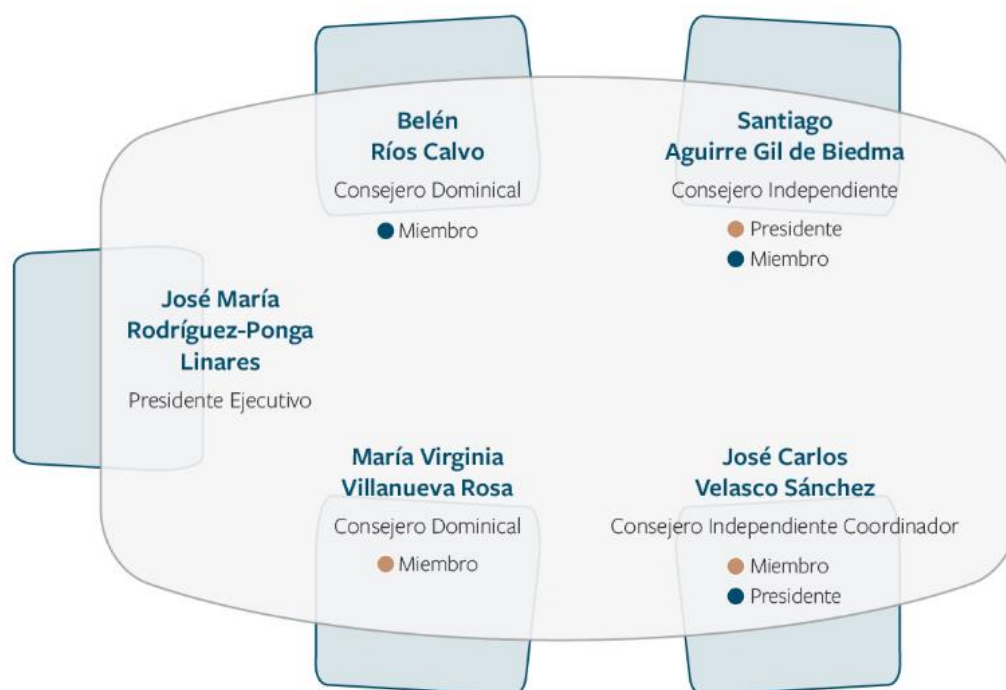 Belén
Ríos Calvo
Consejero Dominical
Miembro
Santiago
Aguirre Gil de Biedma
Consejero Independiente
Presidente
Miembro
José María
Rodríguez-Ponga
Linares
Presidente Ejecutivo
María Virginia
Villanueva Rosa
Consejero Dominical
Miembro
José Carlos
Velasco Sánchez
Consejero Independiente Coordinador
Miembro
Presidente